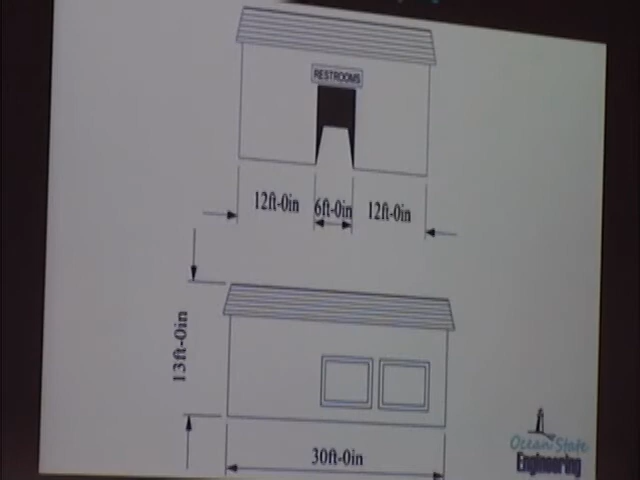 RESTROOMS
12ft-0in
6ft-0in
12ft-0in
13ft-0in
30ft-0in
Ocean State
Engineering